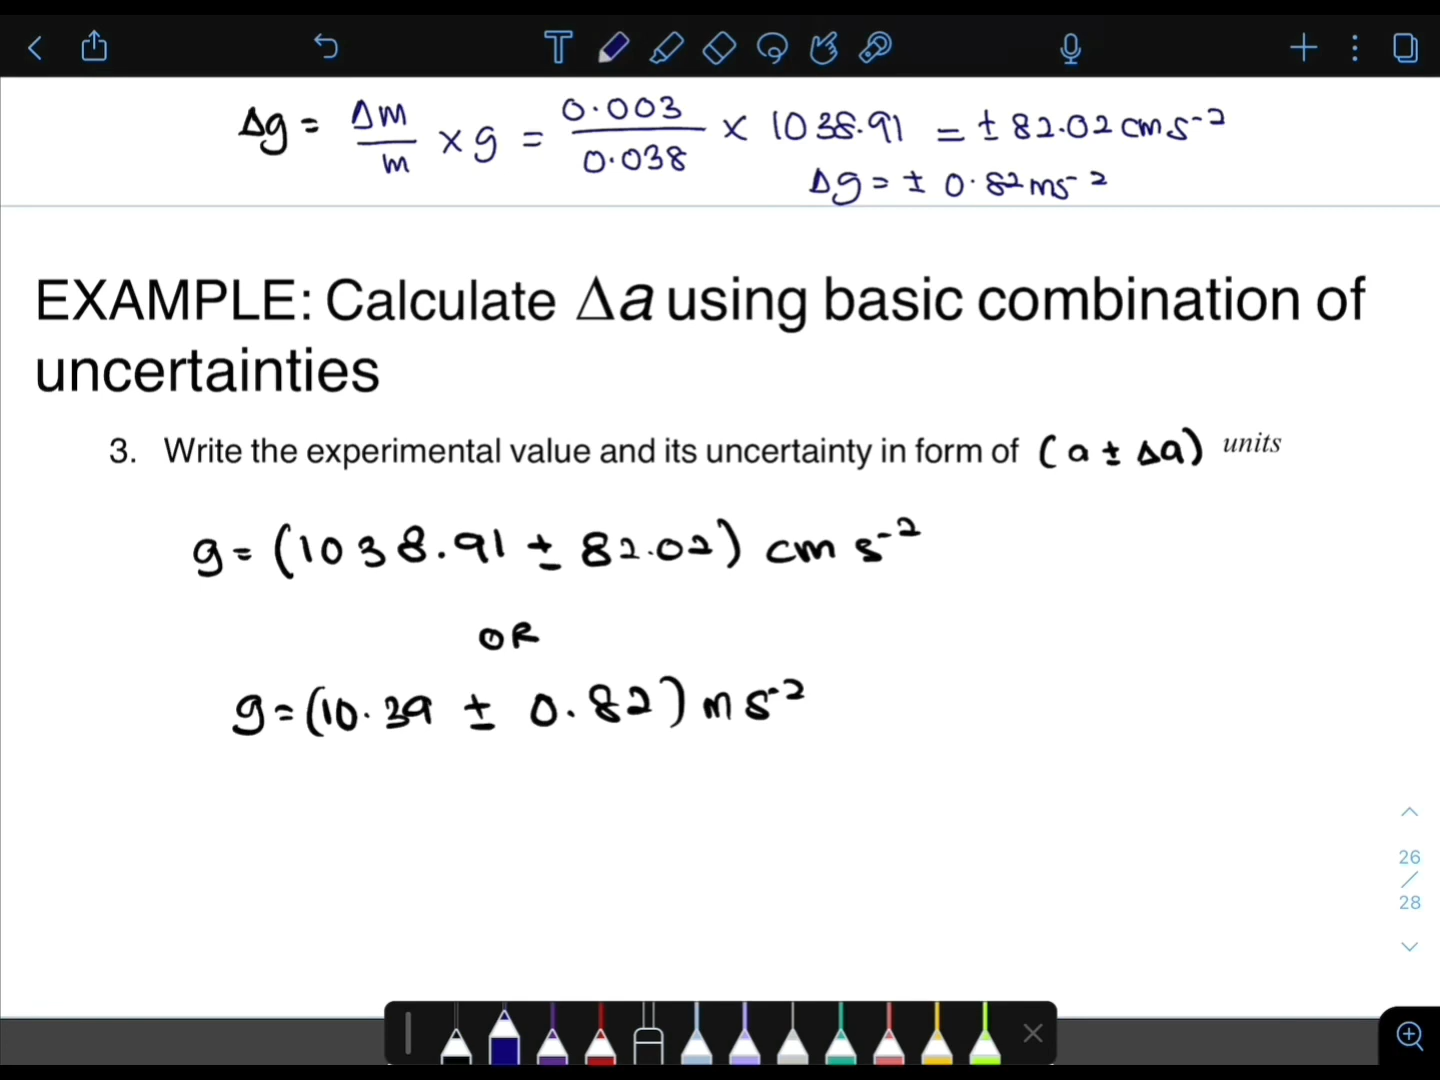 Δg = Δm/m × g = 0.003/0.038 × 1038.91 = ± 82.02 cm s⁻²
Δg = ± 0.82 ms⁻²
EXAMPLE: Calculate Δa using basic combination of
uncertainties
3. Write the experimental value and its uncertainty in form of (a ± Δa) units
g = (1038.91 ± 82.02) cm s⁻²
OR
g = (10.39 ± 0.82) m s⁻²
26
/
28